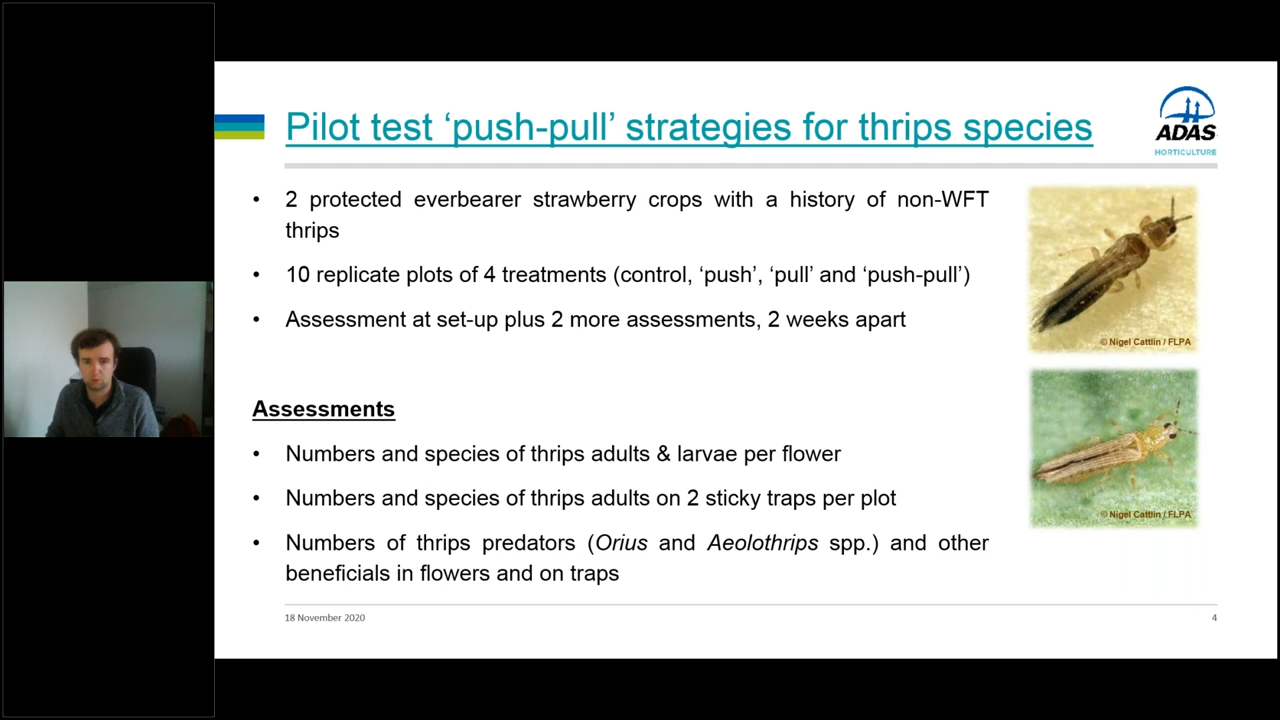 Pilot test ‘push-pull’ strategies for thrips species
ADAS
HORTICULTURE
• 2 protected everbearer strawberry crops with a history of non-WFT
thrips
• 10 replicate plots of 4 treatments (control, ‘push’, ‘pull’ and ‘push-pull’)
• Assessment at set-up plus 2 more assessments, 2 weeks apart
© Nigel Cattlin / FLPA
Assessments
• Numbers and species of thrips adults & larvae per flower
• Numbers and species of thrips adults on 2 sticky traps per plot
© Nigel Cattlin / FLPA
• Numbers of thrips predators (Orius and Aeolothrips spp.) and other
beneficials in flowers and on traps
18 November 2020
4